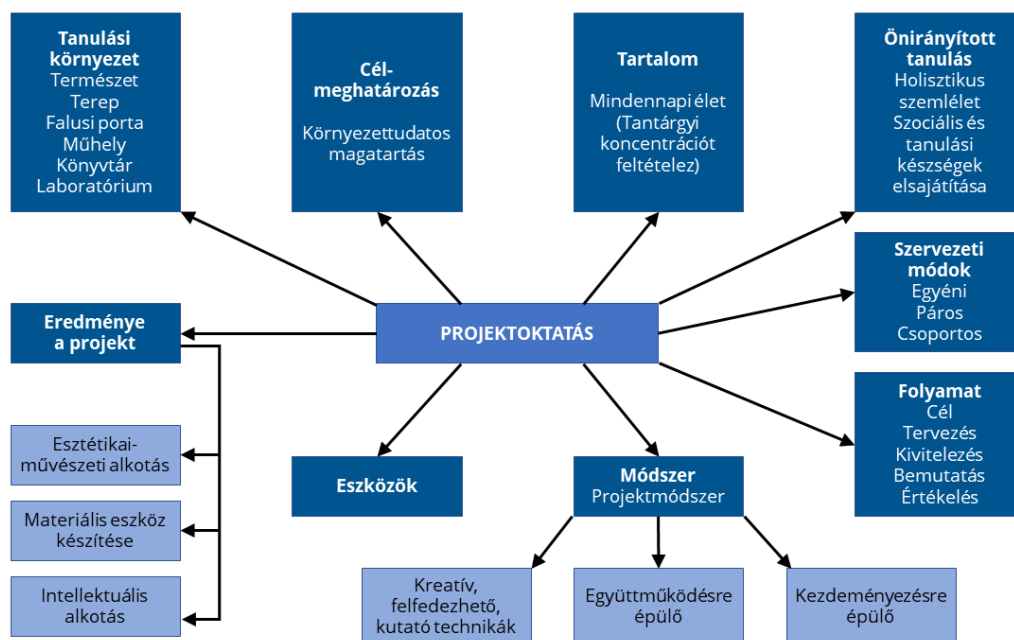 Tanulási
környezet
Természet
Terep
Falusi porta
Műhely
Könyvtár
Laboratórium
Cél-
meghatározás
Környezettudatos
magatartás
Tartalom
Mindennapi élet
(Tantárgyi
koncentrációt
feltételez)
Önirányított
tanulás
Holisztikus
szemlélet
Szociális és
tanulási
készségek
elsajátítása
Szervezeti
módok
Egyéni
Páros
Csoportos
Eredménye
a projekt
PROJEKTOKTATÁS
Folyamat
Cél
Tervezés
Kivitelezés
Bemutatás
Értékelés
Esztétikai-
művészeti alkotás
Materiális eszköz
készítése
Intellektuális
alkotás
Eszközök
Módszer
Projektmódszer
Kreatív,
felfedezhető,
kutató technikák
Együttműködésre
épülő
Kezdeményezésre
épülő